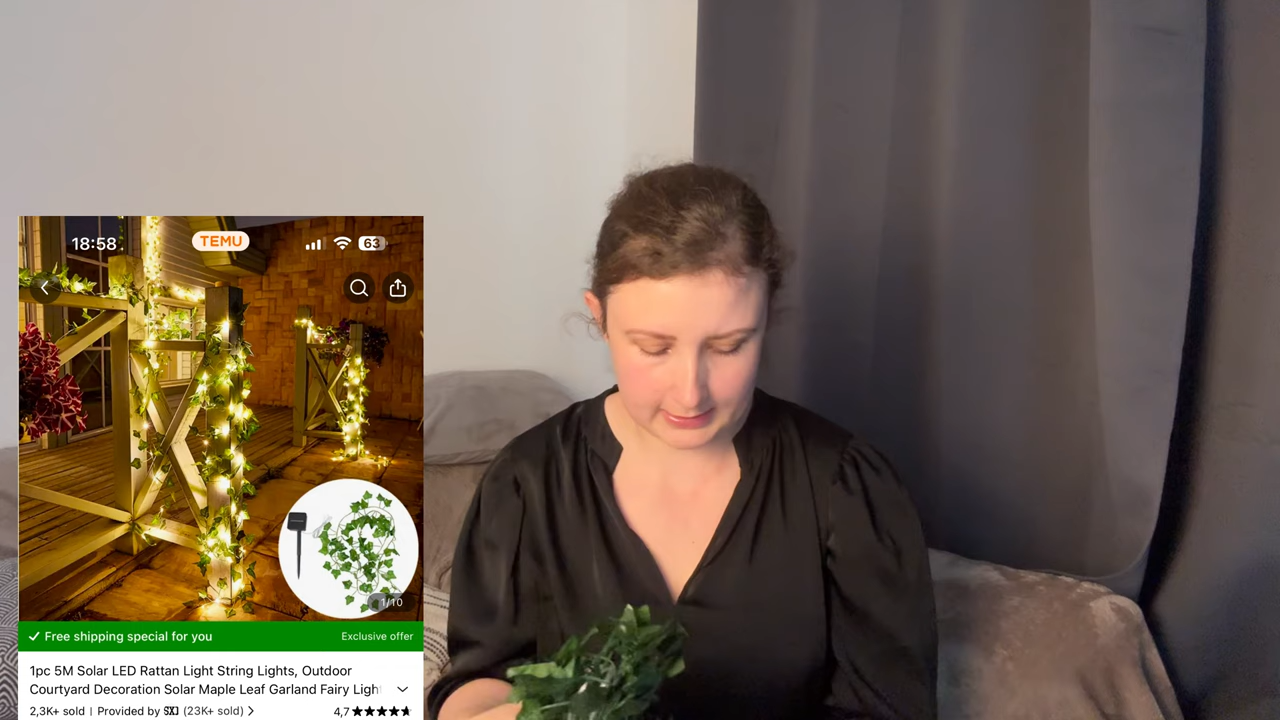 18:58
TEMU
63
1/10
Free shipping special for you
Exclusive offer
1pc 5M Solar LED Rattan Light String Lights, Outdoor
Courtyard Decoration Solar Maple Leaf Garland Fairy Light
2,3K+ sold | Provided by SXJ (23K+ sold)
4,7